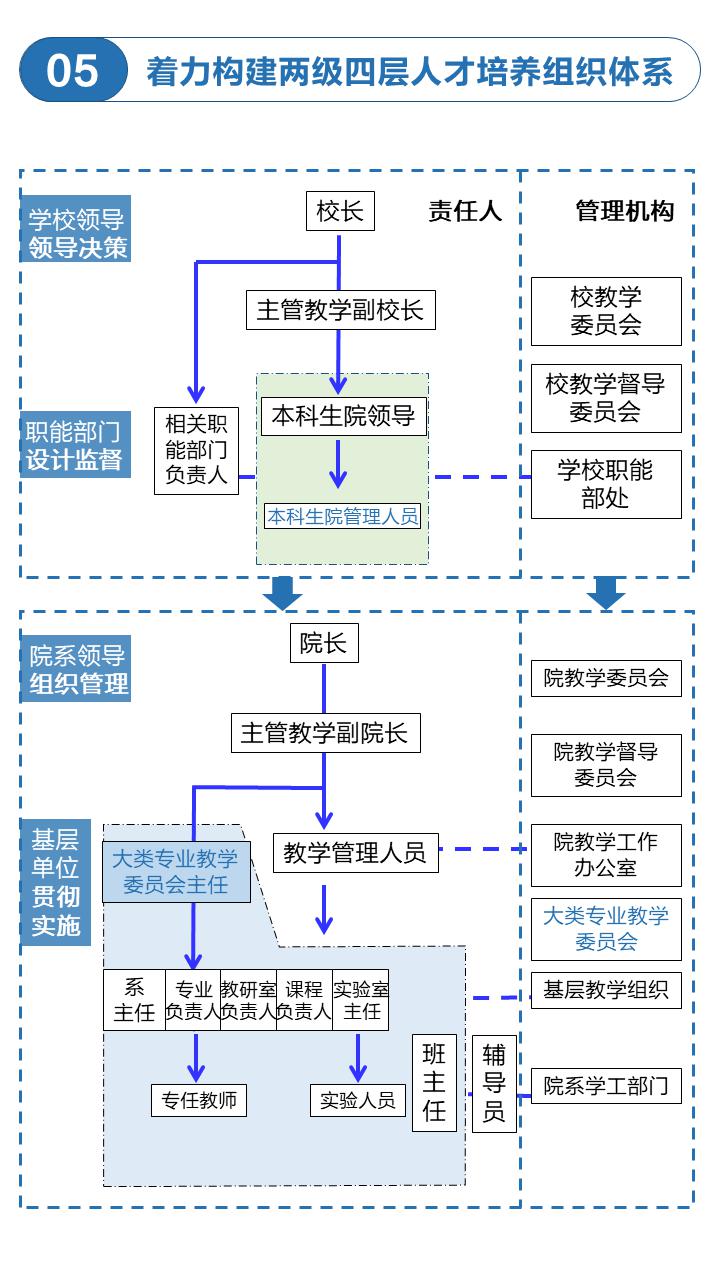 05
着力构建两级四层人才培养组织体系
学校领导
领导决策
校长
责任人
管理机构
主管教学副校长
校教学
委员会
校教学督导
委员会
职能部门
设计监督
相关职
能部门
负责人
本科生院领导
本科生院管理人员
学校职能
部处
院系领导
组织管理
院长
主管教学副院长
院教学委员会
院教学督导
委员会
基层
单位
贯彻
实施
大类专业教学
委员会主任
教学管理人员
院教学工作
办公室
大类专业教学
委员会
系
主任
专业
负责人
教研室
负责人
课程
负责人
实验室
主任
基层教学组织
专任教师
实验人员
班
主
任
辅
导
员
院系学工部门